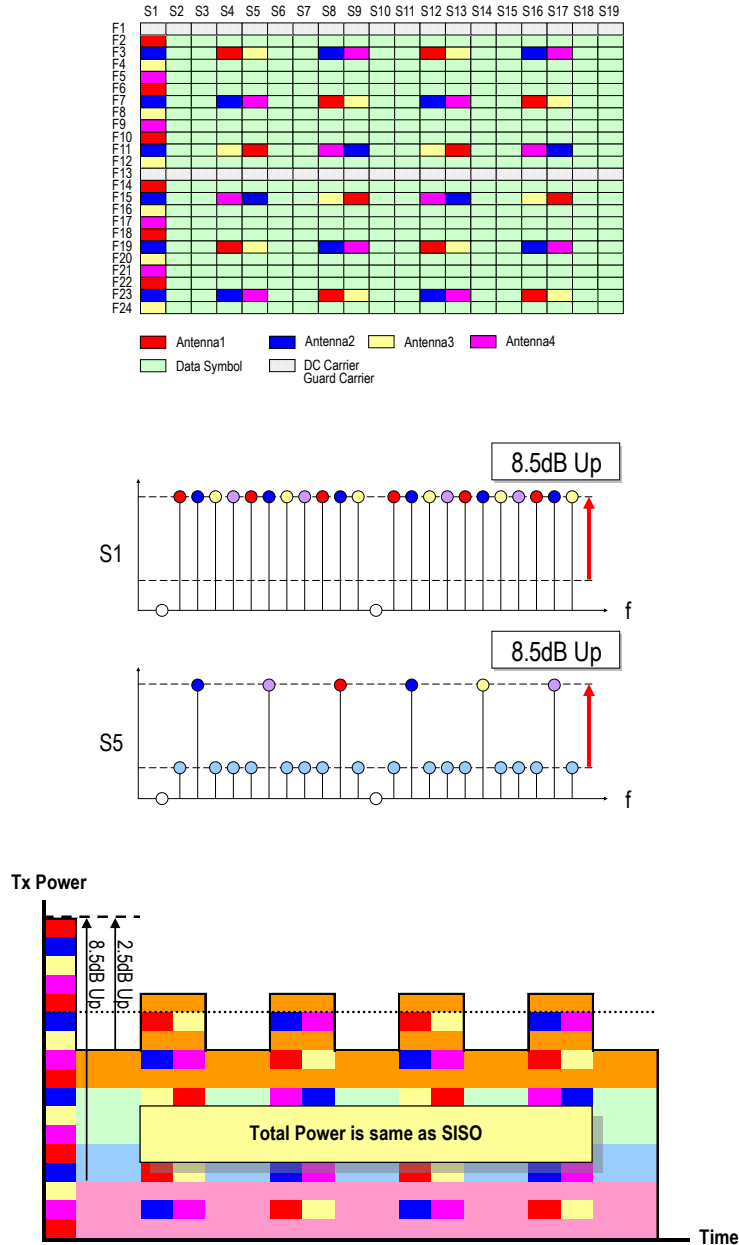 S1 S2 S3 S4 S5 S6 S7 S8 S9 S10 S11 S12 S13 S14 S15 S16 S17 S18 S19
F1
F2
F3
F4
F5
F6
F7
F8
F9
F10
F11
F12
F13
F14
F15
F16
F17
F18
F19
F20
F21
F22
F23
F24
Antenna1 Antenna2 Antenna3 Antenna4
Data Symbol DC Carrier
Guard Carrier
8.5dB Up
S1
f
8.5dB Up
S5
f
Tx Power
8.5dB Up
2.5dB Up
Total Power is same as SISO
Time